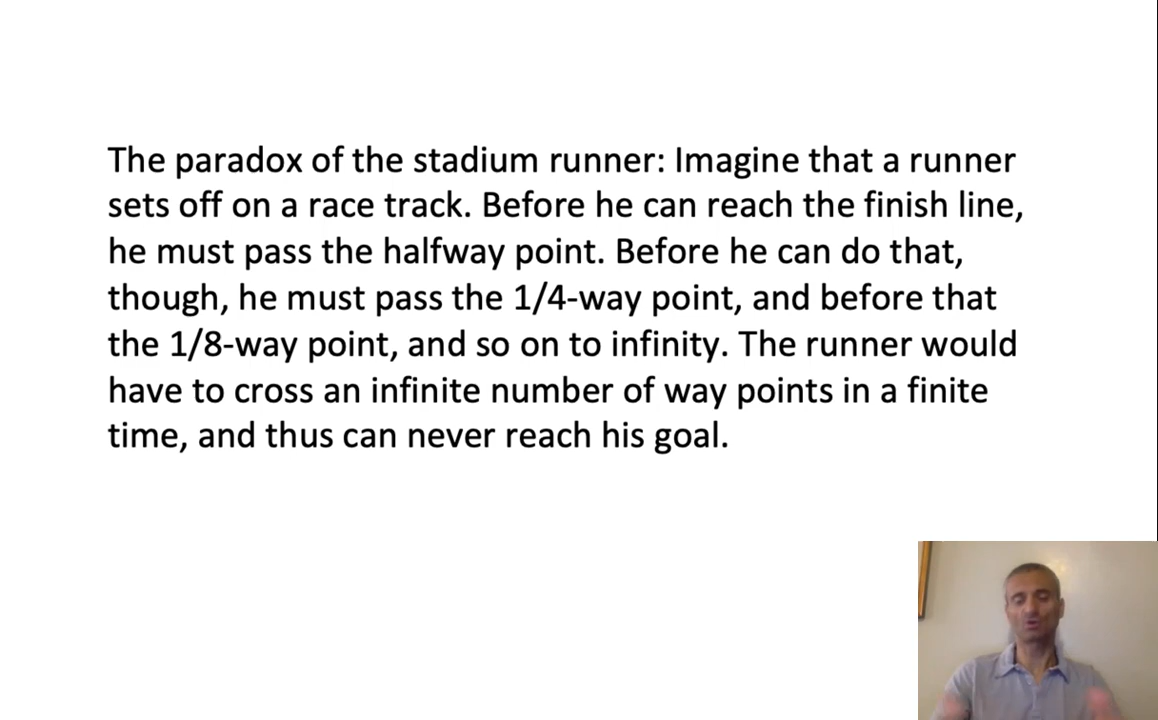 The paradox of the stadium runner: Imagine that a runner
sets off on a race track. Before he can reach the finish line,
he must pass the halfway point. Before he can do that,
though, he must pass the 1/4-way point, and before that
the 1/8-way point, and so on to infinity. The runner would
have to cross an infinite number of way points in a finite
time, and thus can never reach his goal.